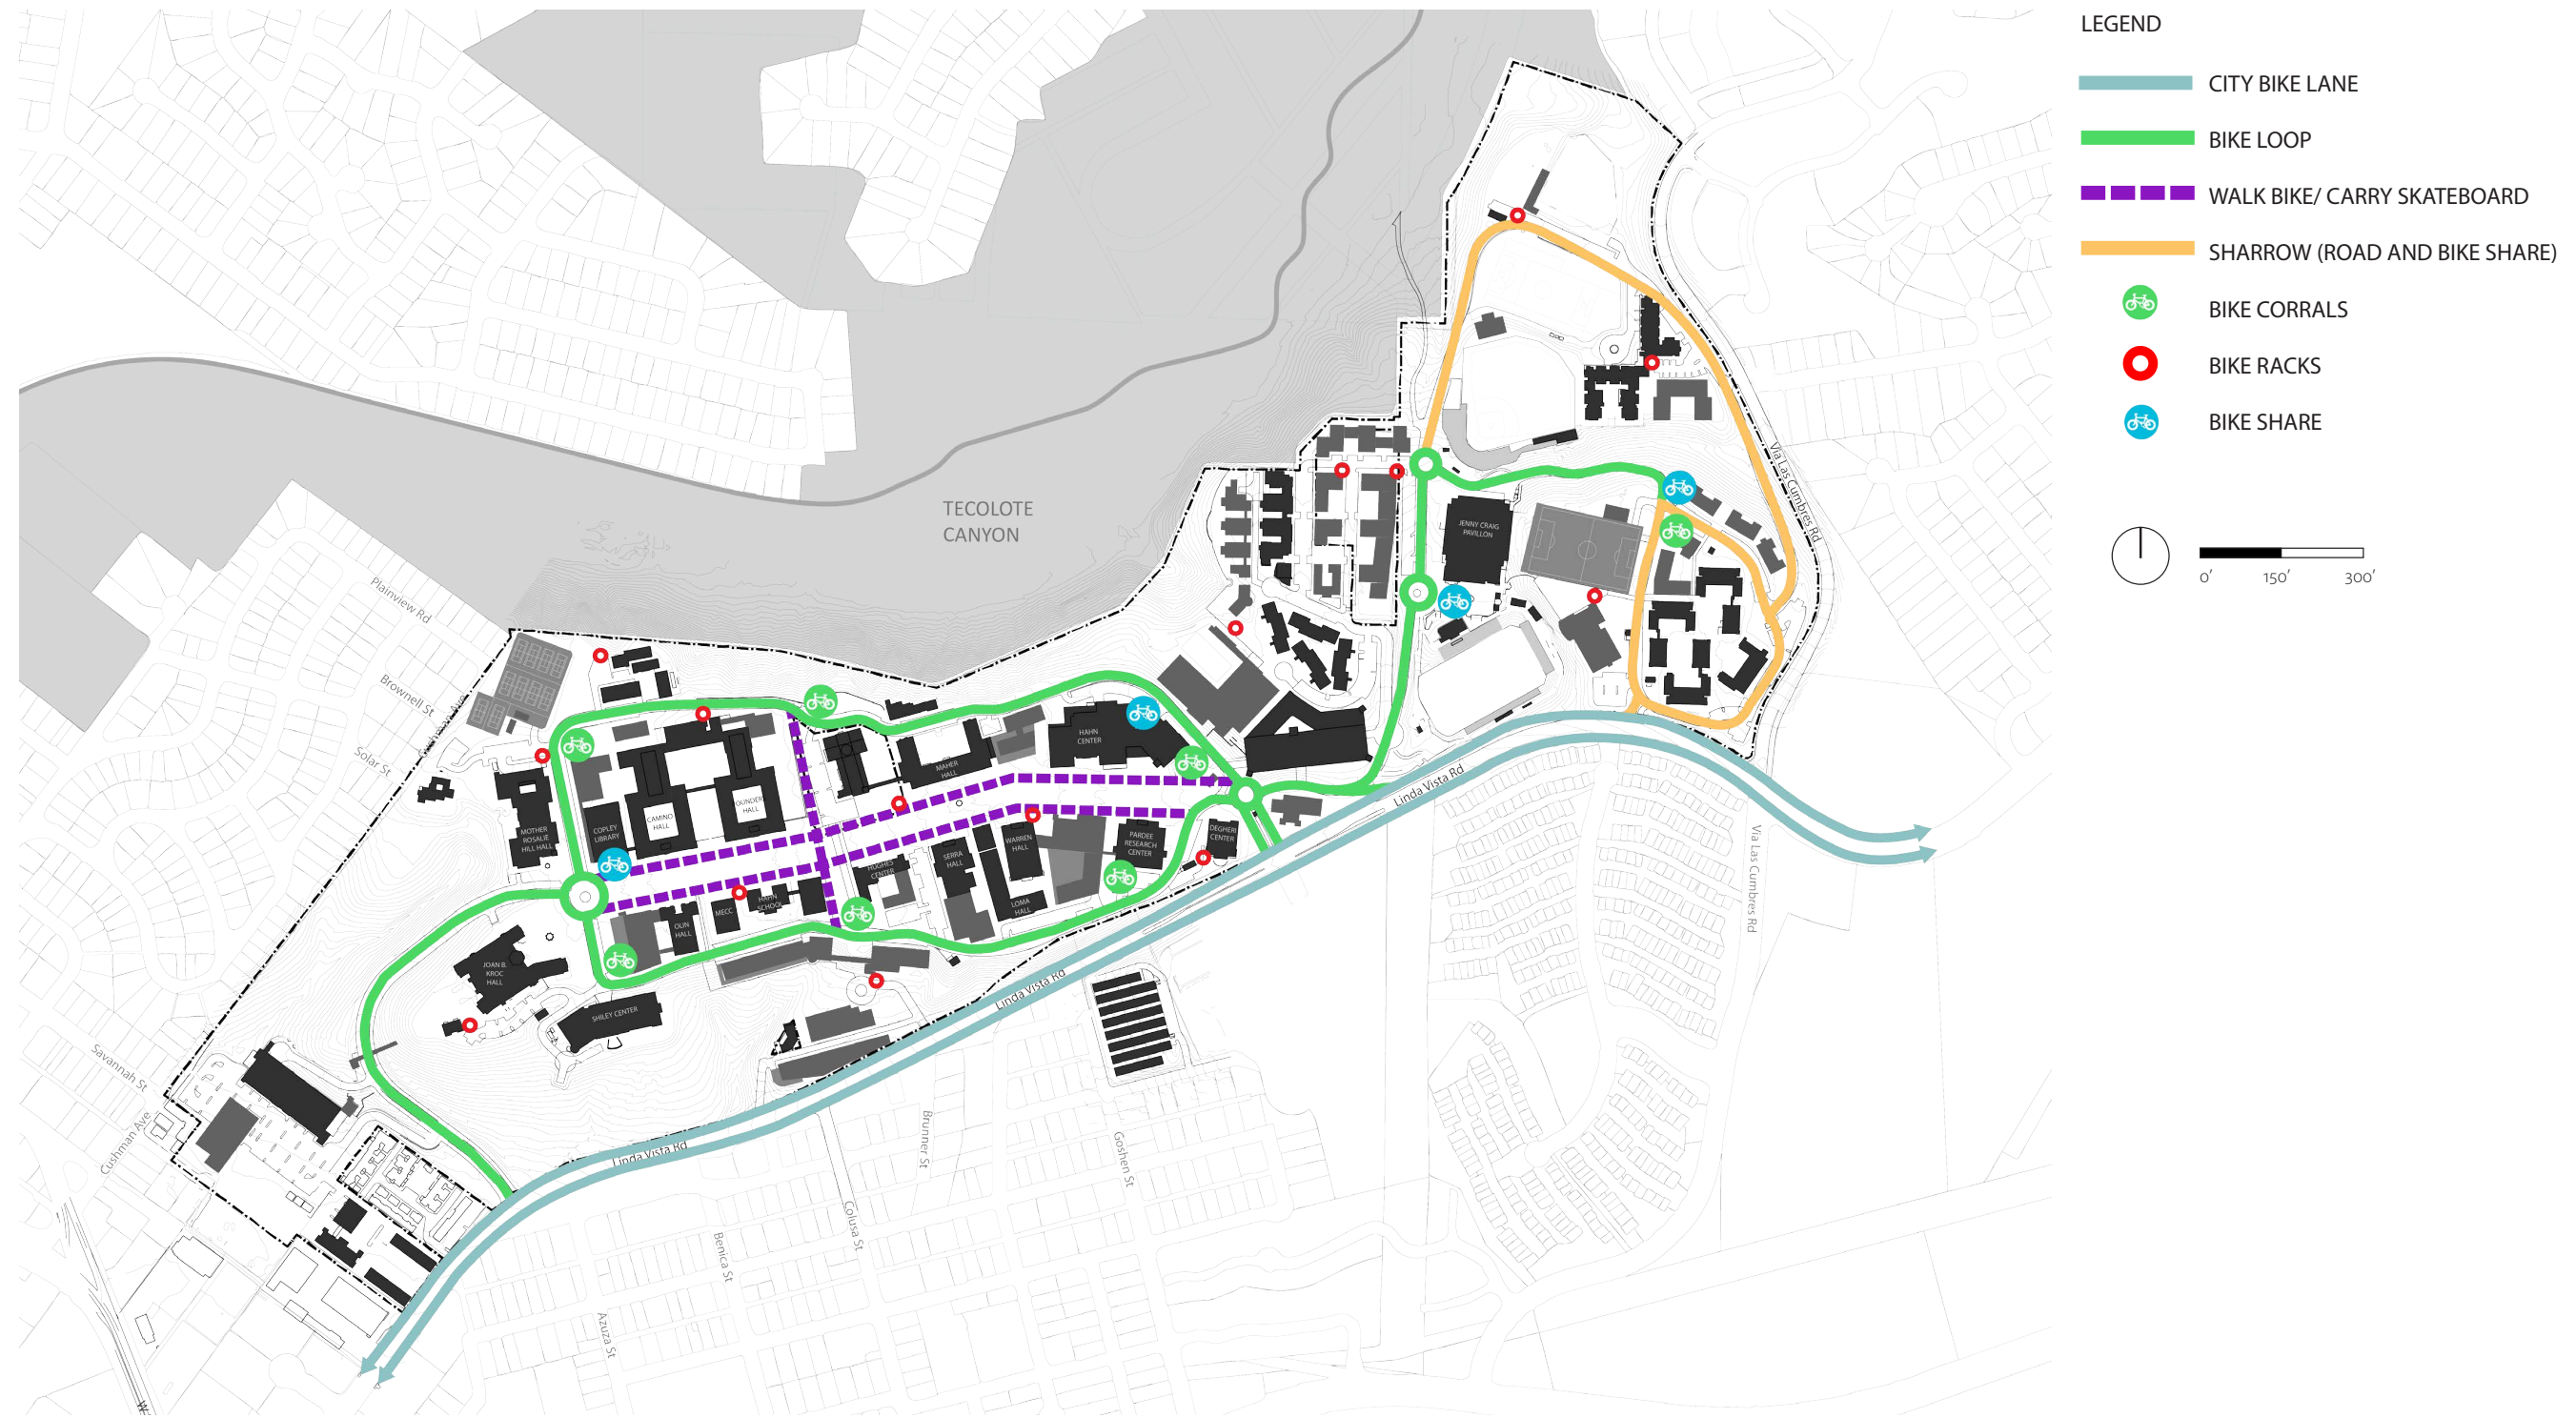 LEGEND
CITY BIKE LANE
BIKE LOOP
WALK BIKE/ CARRY SKATEBOARD
SHARROW (ROAD AND BIKE SHARE)
BIKE CORRALS
BIKE RACKS
BIKE SHARE
0'
150'
300'
TECOLOTE
CANYON
Via Las Cumbres Rd
JENNY CRAIG
PAVILLION
Plainview Rd
Brownell St
Solar St
HAHN
CENTER
MAHER
HALL
FOUNDER
HALL
CAMINO
HALL
COPLEY
LIBRARY
MOTHER
ROSALIE
HILL HALL
WARREN
HALL
PARDEE
RESEARCH
CENTER
DEGHERI
CENTER
SERRA
HALL
HUGHES
CENTER
HAHN
SCHOOL
MECC
LOMA
HALL
OLIN
HALL
JOAN B.
KROC
HALL
SHILEY CENTER
Linda Vista Rd
Via Las Cumbres Rd
Linda Vista Rd
Linda Vista Rd
Savannah St
Cushman Ave
Brunner St
Goshen St
Colusa St
Benica St
Azuza St